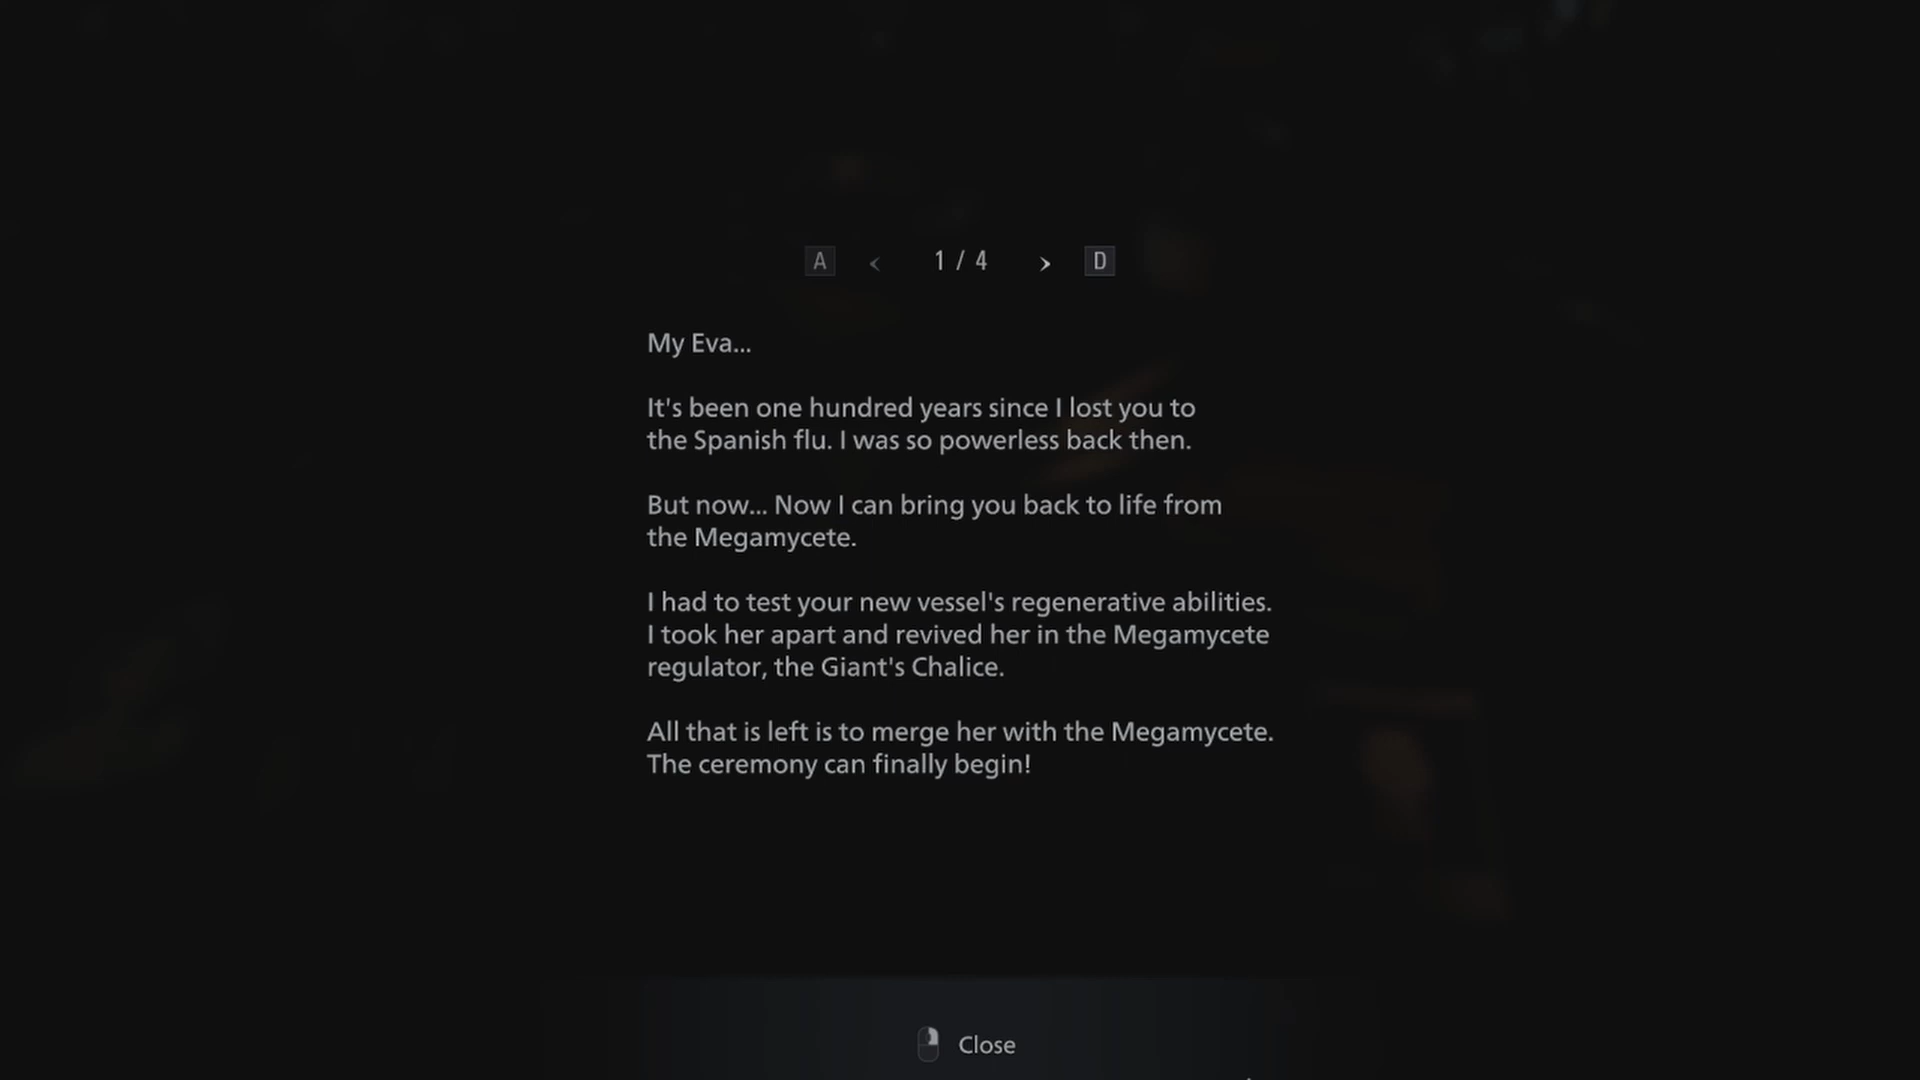 A < 1 / 4 > D
My Eva...
It's been one hundred years since I lost you to
the Spanish flu. I was so powerless back then.
But now... Now I can bring you back to life from
the Megamycete.
I had to test your new vessel's regenerative abilities.
I took her apart and revived her in the Megamycete
regulator, the Giant's Chalice.
All that is left is to merge her with the Megamycete.
The ceremony can finally begin!
Close